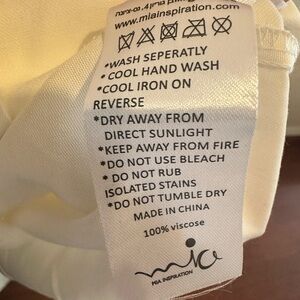 www.miainspiration.com
*WASH SEPERATLY
*COOL HAND WASH
*COOL IRON ON
REVERSE
*DRY AWAY FROM
DIRECT SUNLIGHT
*KEEP AWAY FROM FIRE
*DO NOT USE BLEACH
*DO NOT RUB
ISOLATED STAINS
*DO NOT TUMBLE DRY
MADE IN CHINA
100% viscose
mia
MIA INSPIRATION